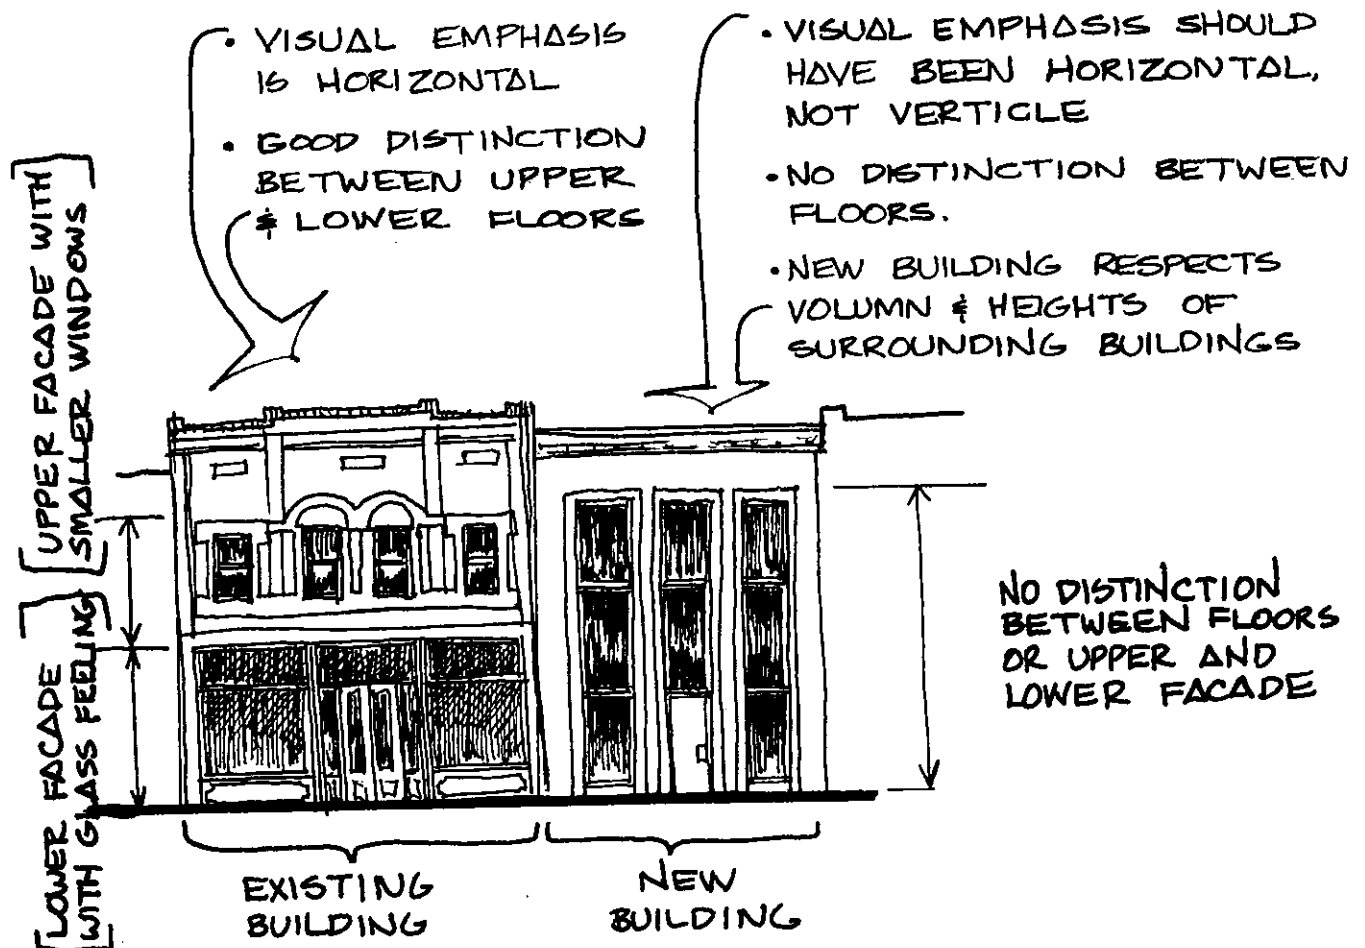 • VISUAL EMPHASIS
IS HORIZONTAL
• GOOD DISTINCTION
BETWEEN UPPER
& LOWER FLOORS
• VISUAL EMPHASIS SHOULD
HAVE BEEN HORIZONTAL,
NOT VERTICLE
• NO DISTINCTION BETWEEN
FLOORS.
• NEW BUILDING RESPECTS
VOLUMN & HEIGHTS OF
SURROUNDING BUILDINGS
UPPER FACADE WITH
SMALLER WINDOWS
LOWER FACADE
WITH GLASS FEELING
NO DISTINCTION
BETWEEN FLOORS
OR UPPER AND
LOWER FACADE
EXISTING
BUILDING
NEW
BUILDING